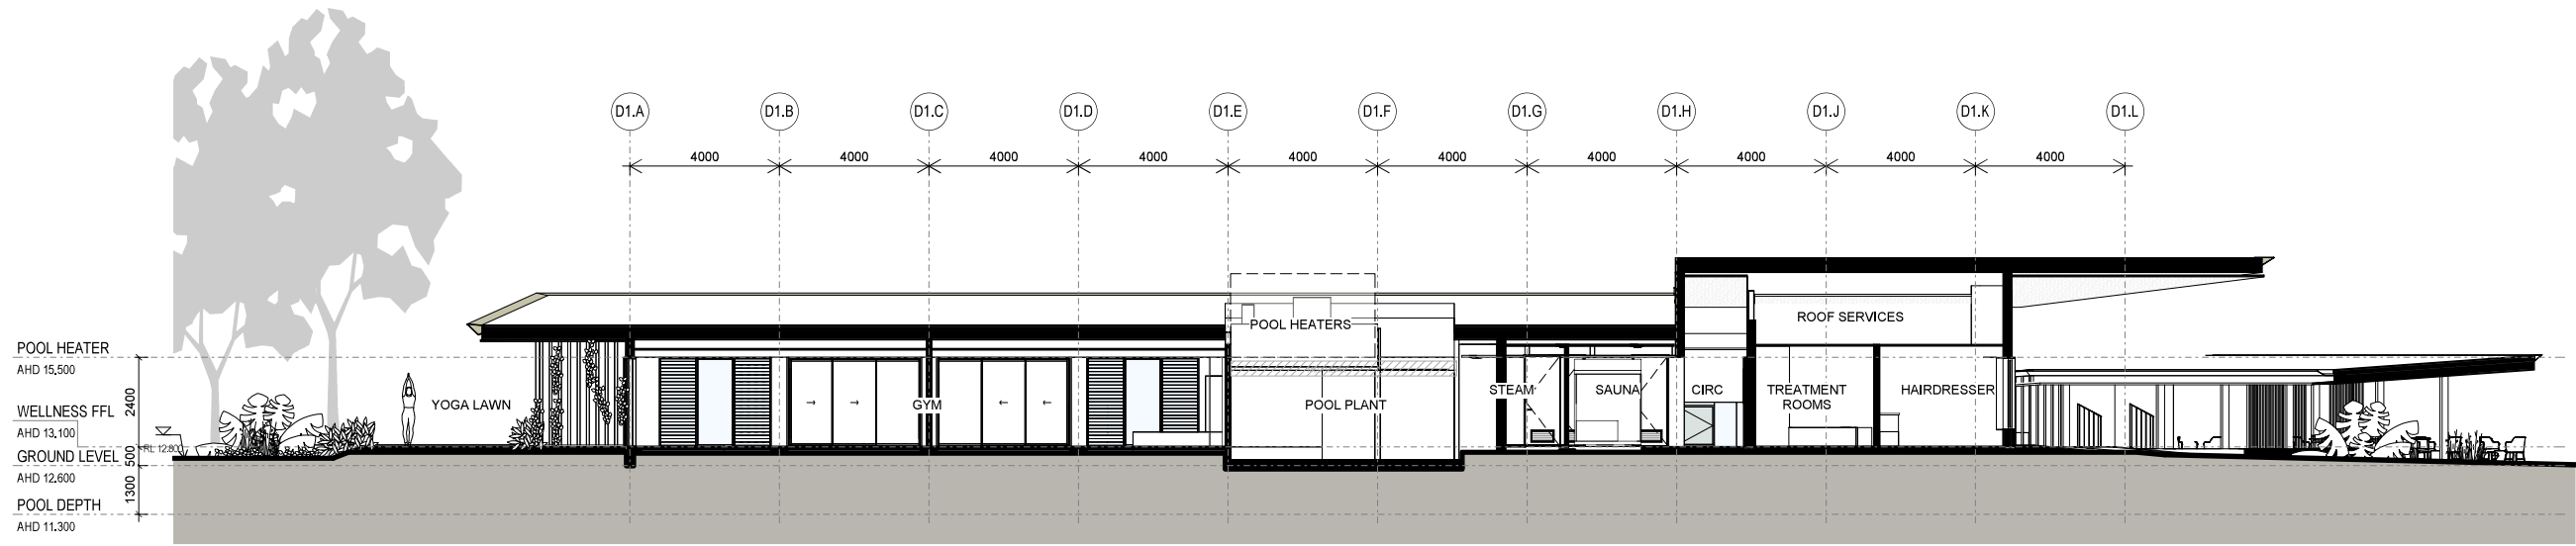 D1.A D1.B D1.C D1.D D1.E D1.F D1.G D1.H D1.J D1.K D1.L
4000 4000 4000 4000 4000 4000 4000 4000 4000 4000
POOL HEATERS
ROOF SERVICES
POOL HEATER
AHD 15,500
2400
YOGA LAWN
GYM
POOL PLANT
STEAM
SAUNA
CIRC
TREATMENT
ROOMS
HAIRDRESSER
WELLNESS FFL
AHD 13,100
RL 12.800
500
GROUND LEVEL
AHD 12,600
1300
POOL DEPTH
AHD 11.300